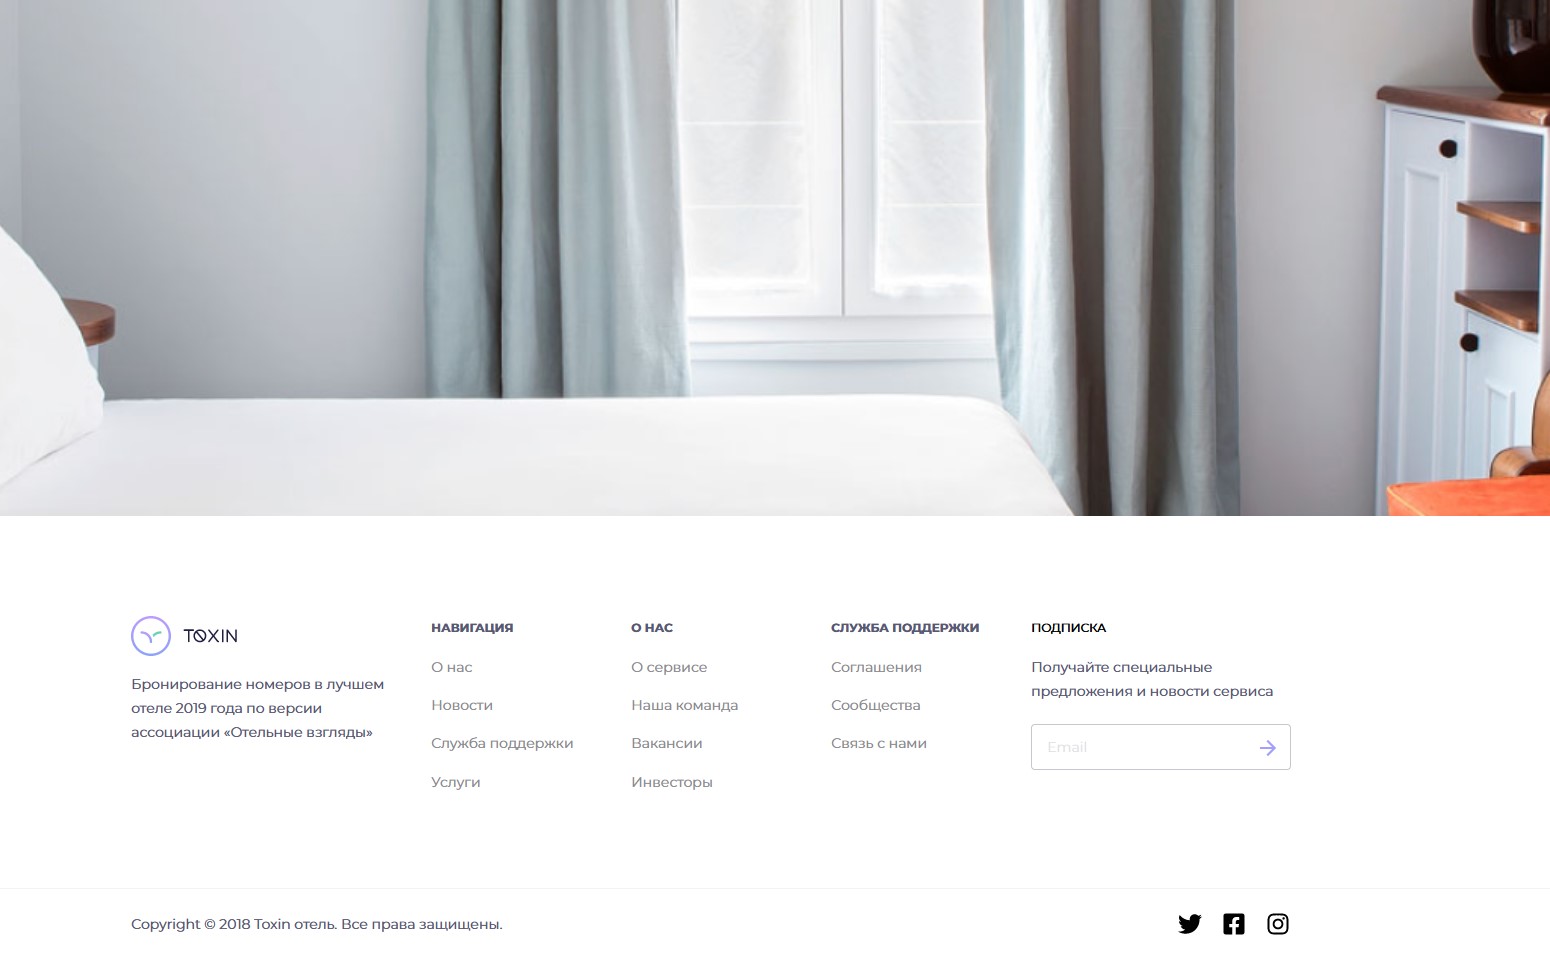 TOXIN
Бронирование номеров в лучшем
отеле 2019 года по версии
ассоциации «Отельные взгляды»
НАВИГАЦИЯ
О нас
Новости
Служба поддержки
Услуги
О НАС
О сервисе
Наша команда
Вакансии
Инвесторы
СЛУЖБА ПОДДЕРЖКИ
Соглашения
Сообщества
Связь с нами
ПОДПИСКА
Получайте специальные
предложения и новости сервиса
Email
Copyright © 2018 Toxin отель. Все права защищены.